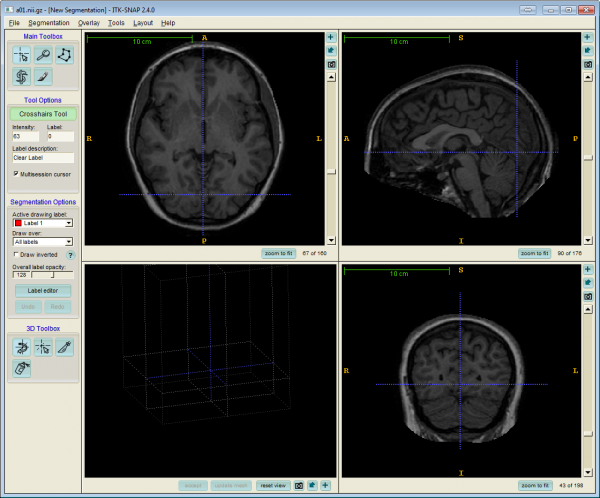 a01.nii.gz - [New Segmentation] - ITK-SNAP 2.4.0
File Segmentation Overlay Tools Layout Help
Main Toolbox
Tool Options
Crosshairs Tool
Intensity: Label:
63 0
Label description:
Clear Label
Multisession cursor
Segmentation Options
Active drawing label:
Label 1
Draw over:
All labels
Draw inverted ?
Overall label opacity:
128
Label editor
Undo Redo
3D Toolbox
10 cm
A
R
L
P
zoom to fit 67 of 160
10 cm
S
A
P
I
zoom to fit 90 of 176
accept update mesh reset view
10 cm
S
R
L
I
zoom to fit 43 of 198